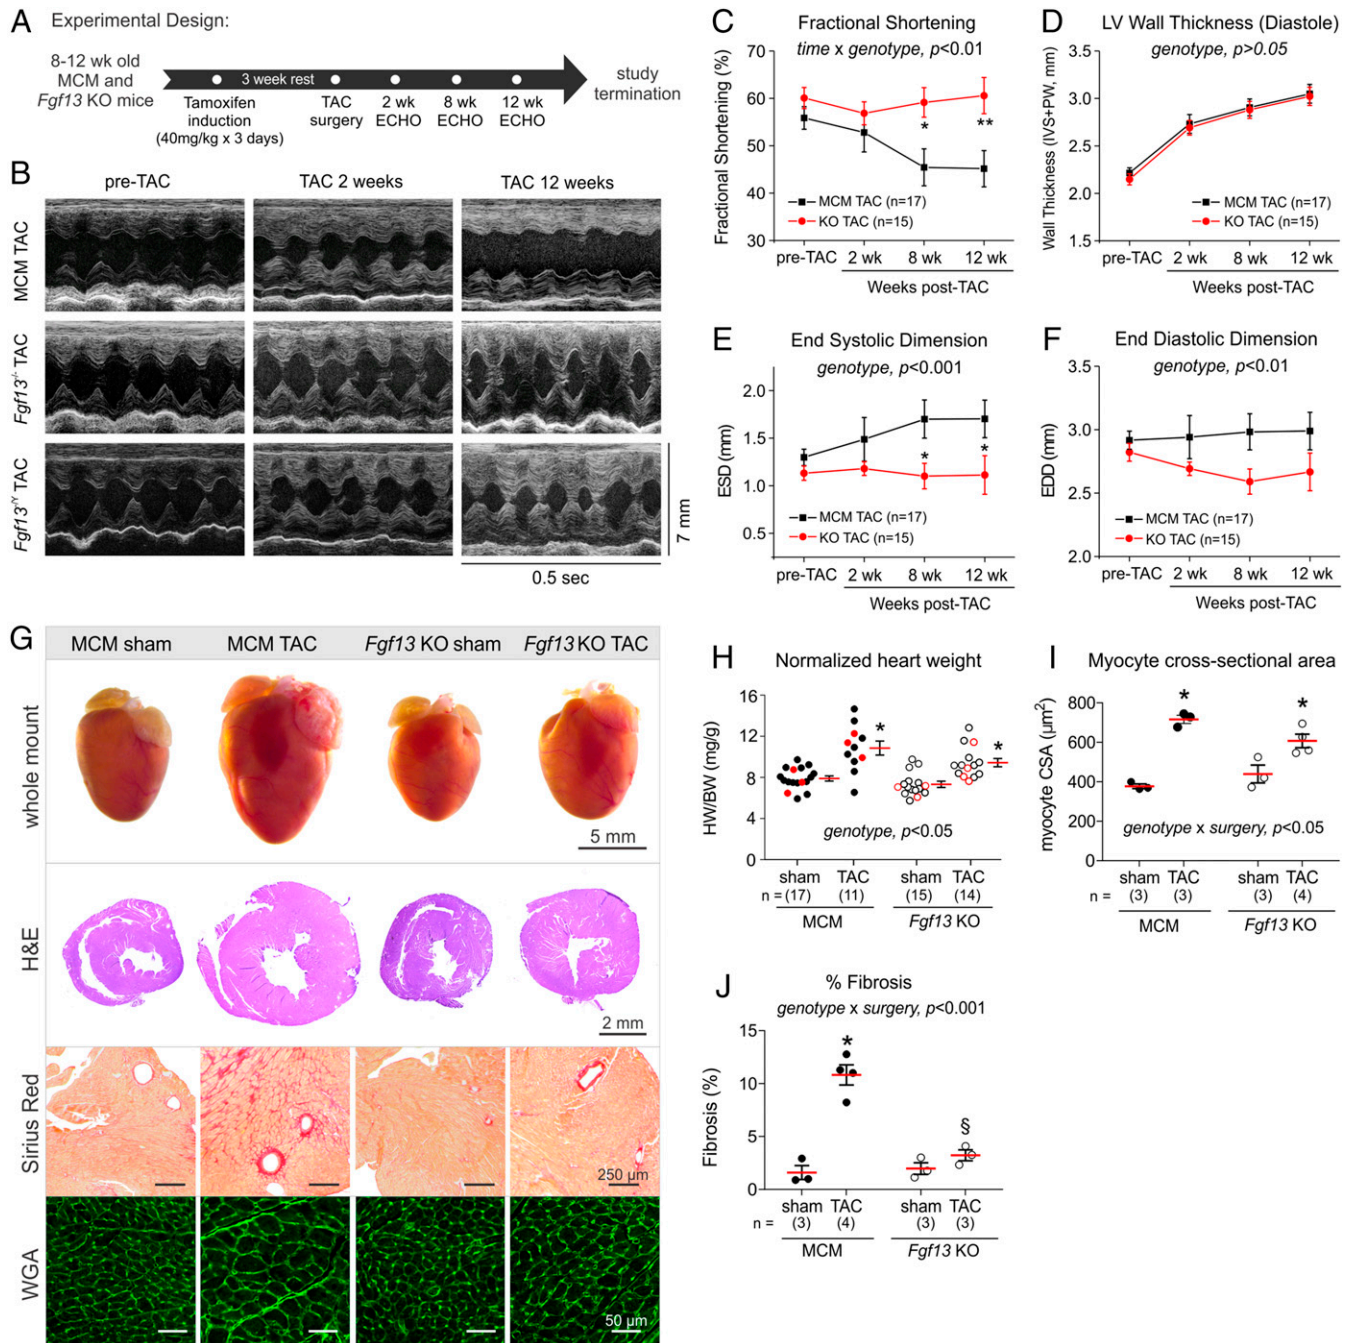 A Experimental Design:
8-12 wk old
MCM and
Fgf13 KO mice
3 week rest
Tamoxifen
induction
(40mg/kg x 3 days)
TAC
surgery
2 wk
ECHO
8 wk
ECHO
12 wk
ECHO
study
termination
B
pre-TAC TAC 2 weeks TAC 12 weeks
MCM TAC
Fgf13-/- TAC
Fgf13-/Y TAC
7 mm
0.5 sec
C Fractional Shortening
time x genotype, p<0.01
Fractional Shortening (%)
70
60
50
40
30
* **
MCM TAC (n=17)
KO TAC (n=15)
pre-TAC 2 wk 8 wk 12 wk
Weeks post-TAC
D LV Wall Thickness (Diastole)
genotype, p>0.05
Wall Thickness (IVS+PW, mm)
3.5
3.0
2.5
2.0
1.5
MCM TAC (n=17)
KO TAC (n=15)
pre-TAC 2 wk 8 wk 12 wk
Weeks post-TAC
E End Systolic Dimension
genotype, p<0.001
ESD (mm)
2.0
1.5
1.0
0.5
* *
MCM TAC (n=17)
KO TAC (n=15)
pre-TAC 2 wk 8 wk 12 wk
Weeks post-TAC
F End Diastolic Dimension
genotype, p<0.01
EDD (mm)
3.5
3.0
2.5
2.0
MCM TAC (n=17)
KO TAC (n=15)
pre-TAC 2 wk 8 wk 12 wk
Weeks post-TAC
G
MCM sham MCM TAC Fgf13 KO sham Fgf13 KO TAC
whole mount
5 mm
H&E
2 mm
Sirius Red
250 µm
WGA
50 µm
H Normalized heart weight
HW/BW (mg/g)
16
12
8
4
0
* *
genotype, p<0.05
sham TAC sham TAC
n = (17) (11) (15) (14)
MCM Fgf13 KO
I Myocyte cross-sectional area
myocyte CSA (µm²)
800
600
400
200
0
* *
genotype x surgery, p<0.05
sham TAC sham TAC
n = (3) (3) (3) (4)
MCM Fgf13 KO
J % Fibrosis
genotype x surgery, p<0.001
Fibrosis (%)
15
10
5
0
* §
sham TAC sham TAC
n = (3) (4) (3) (3)
MCM Fgf13 KO